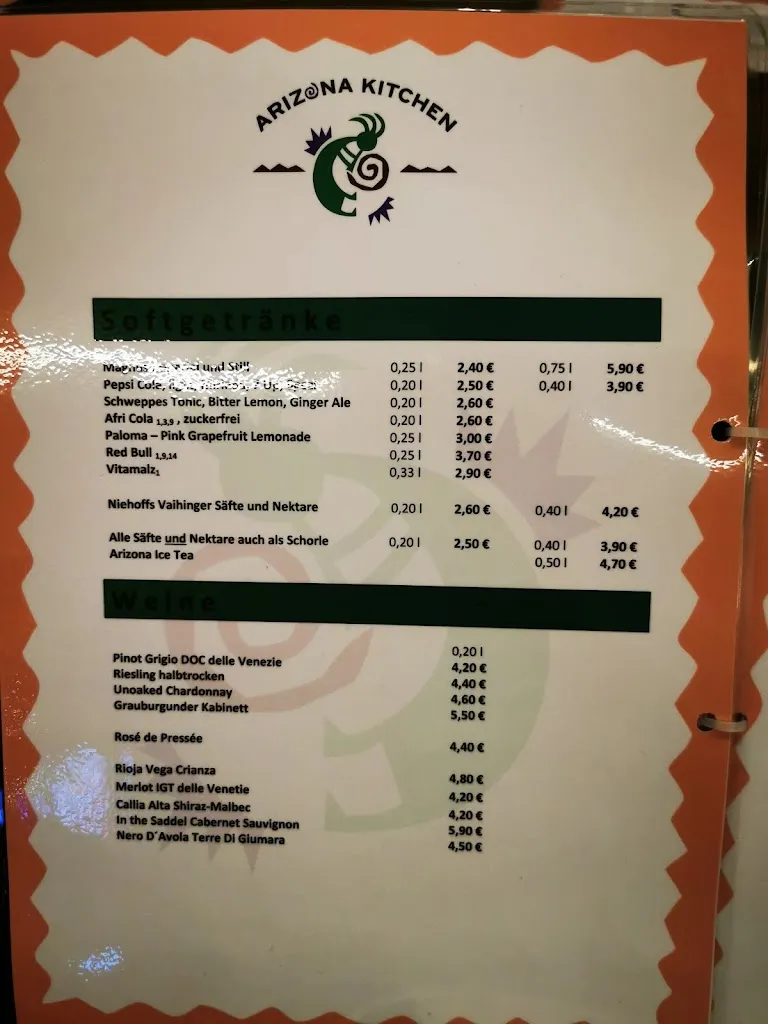 ARIZONA KITCHEN
Softgetränke
und Still 0,25 l 2,40 € 0,75 l 5,90 €
Pepsi Cola, 0,20 l 2,50 € 0,40 l 3,90 €
Schweppes Tonic, Bitter Lemon, Ginger Ale 0,20 l 2,60 €
Afri Cola 1,3,9 , zuckerfrei 0,20 l 2,60 €
Paloma – Pink Grapefruit Lemonade 0,25 l 3,00 €
Red Bull 1,9,14 0,25 l 3,70 €
Vitamalz1 0,33 l 2,90 €
Niehoffs Vaihinger Säfte und Nektare 0,20 l 2,60 € 0,40 l 4,20 €
Alle Säfte und Nektare auch als Schorle 0,20 l 2,50 € 0,40 l 3,90 €
Arizona Ice Tea 0,50 l 4,70 €
Weine
0,20 l
Pinot Grigio DOC delle Venezie 4,20 €
Riesling halbtrocken 4,40 €
Unoaked Chardonnay 4,60 €
Grauburgunder Kabinett 5,50 €
Rosé de Pressée 4,40 €
Rioja Vega Crianza 4,80 €
Merlot IGT delle Venetie 4,20 €
Callia Alta Shiraz-Malbec 4,20 €
In the Saddel Cabernet Sauvignon 5,90 €
Nero D´Avola Terre Di Giumara 4,50 €